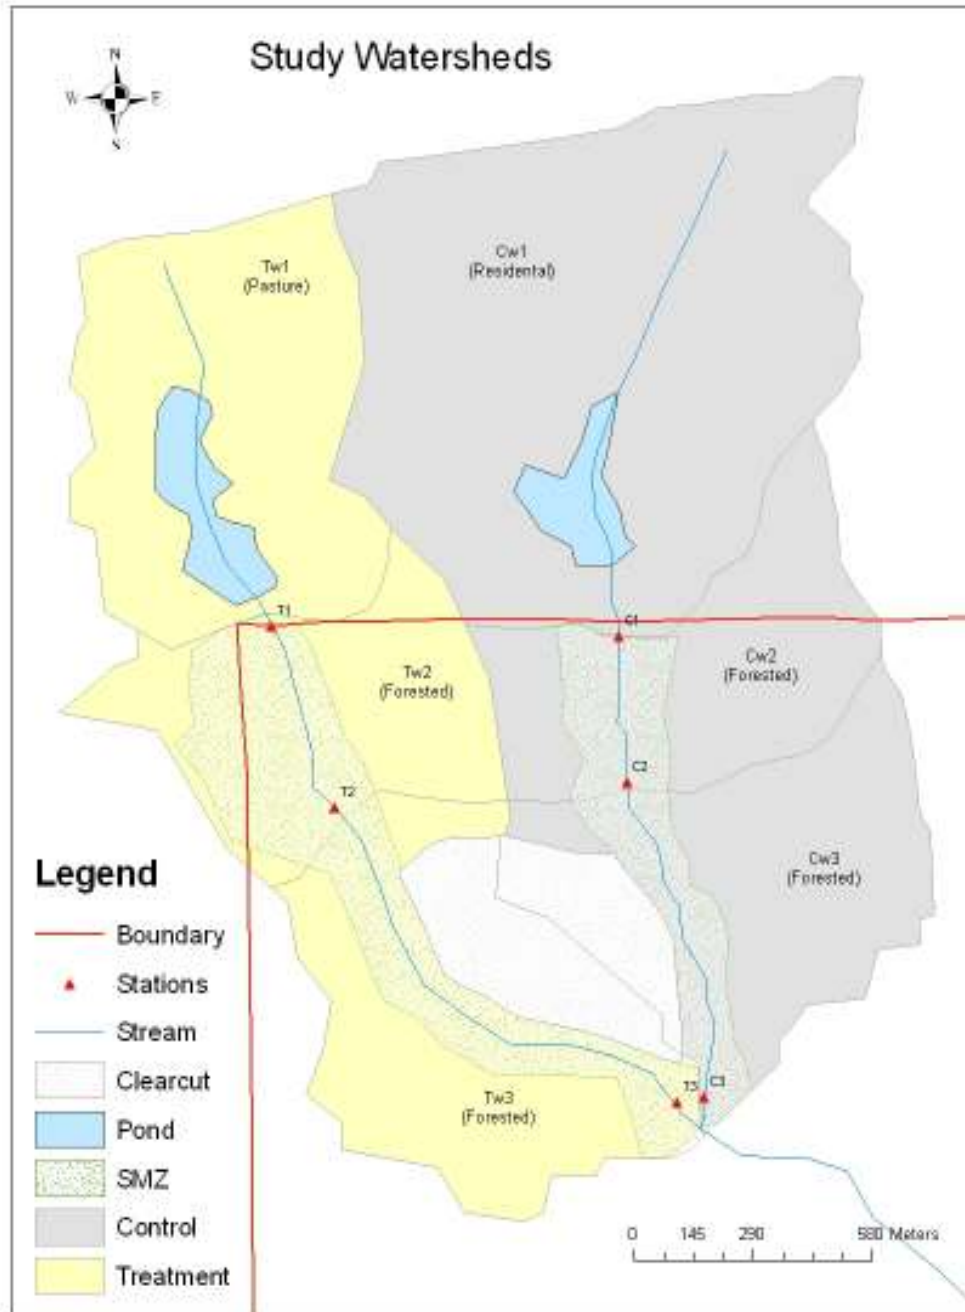 Study Watersheds
N
W E
S
Cw1
(Residental)
Tw1
(Pasture)
T1
C1
Cw2
(Forested)
Tw2
(Forested)
C2
T2
Cw3
(Forested)
Legend
Boundary
Stations
Stream
Clearcut
Pond
SMZ
Control
Treatment
T3 C3
Tw3
(Forested)
0 145 290 580 Meters